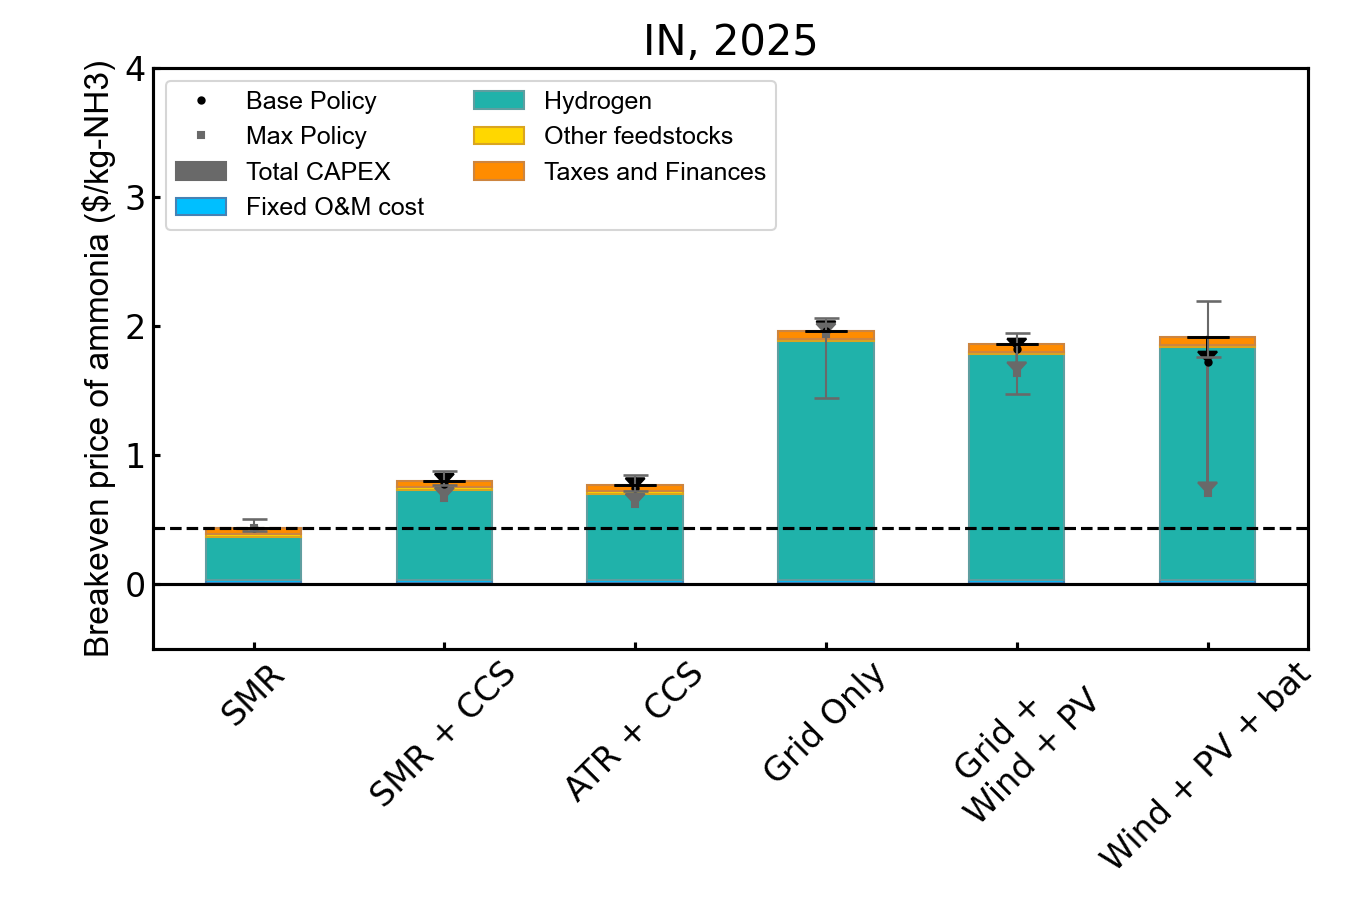 IN, 2025
Breakeven price of ammonia ($/kg-NH3)
4
3
2
1
0
Base Policy
Max Policy
Total CAPEX
Fixed O&M cost
Hydrogen
Other feedstocks
Taxes and Finances
SMR
SMR + CCS
ATR + CCS
Grid Only
Grid +
Wind + PV
Wind + PV + bat